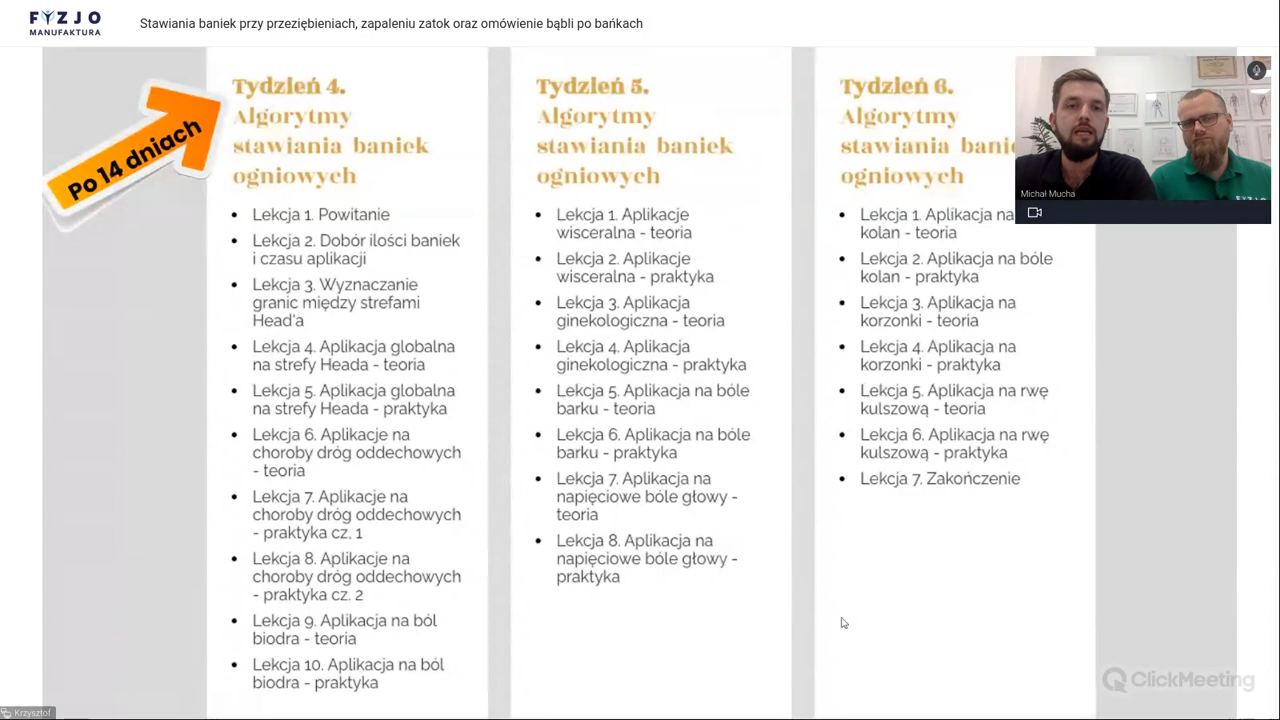 FYZJO
MANUFAKTURA
Stawiania baniek przy przeziębieniach, zapaleniu zatok oraz omówienie bąbli po bańkach
Po 14 dniach
Tydzień 4.
Algorytmy
stawiania baniek
ogniowych
Lekcja 1. Powitanie
Lekcja 2. Dobór ilości baniek
i czasu aplikacji
Lekcja 3. Wyznaczanie
granic między strefami
Head'a
Lekcja 4. Aplikacja globalna
na strefy Heada - teoria
Lekcja 5. Aplikacja globalna
na strefy Heada - praktyka
Lekcja 6. Aplikacje na
choroby dróg oddechowych
- teoria
Lekcja 7. Aplikacje na
choroby dróg oddechowych
- praktyka cz. 1
Lekcja 8. Aplikacje na
choroby dróg oddechowych
- praktyka cz. 2
Lekcja 9. Aplikacja na ból
biodra - teoria
Lekcja 10. Aplikacja na ból
biodra - praktyka
Tydzień 5.
Algorytmy
stawiania baniek
ogniowych
Lekcja 1. Aplikacje
wisceralna - teoria
Lekcja 2. Aplikacje
wisceralna - praktyka
Lekcja 3. Aplikacja
ginekologiczna - teoria
Lekcja 4. Aplikacja
ginekologiczna - praktyka
Lekcja 5. Aplikacja na bóle
barku - teoria
Lekcja 6. Aplikacja na bóle
barku - praktyka
Lekcja 7. Aplikacja na
napięciowe bóle głowy -
teoria
Lekcja 8. Aplikacja na
napięciowe bóle głowy -
praktyka
Tydzień 6.
Algorytmy
stawiania
ogniowych
Lekcja 1. Aplikacja na
kolan - teoria
Lekcja 2. Aplikacja na bóle
kolan - praktyka
Lekcja 3. Aplikacja na
korzonki - teoria
Lekcja 4. Aplikacja na
korzonki - praktyka
Lekcja 5. Aplikacja na rwę
kulszową - teoria
Lekcja 6. Aplikacja na rwę
kulszową - praktyka
Lekcja 7. Zakończenie
Michał Mucha
ClickMeeting
Krzysztof